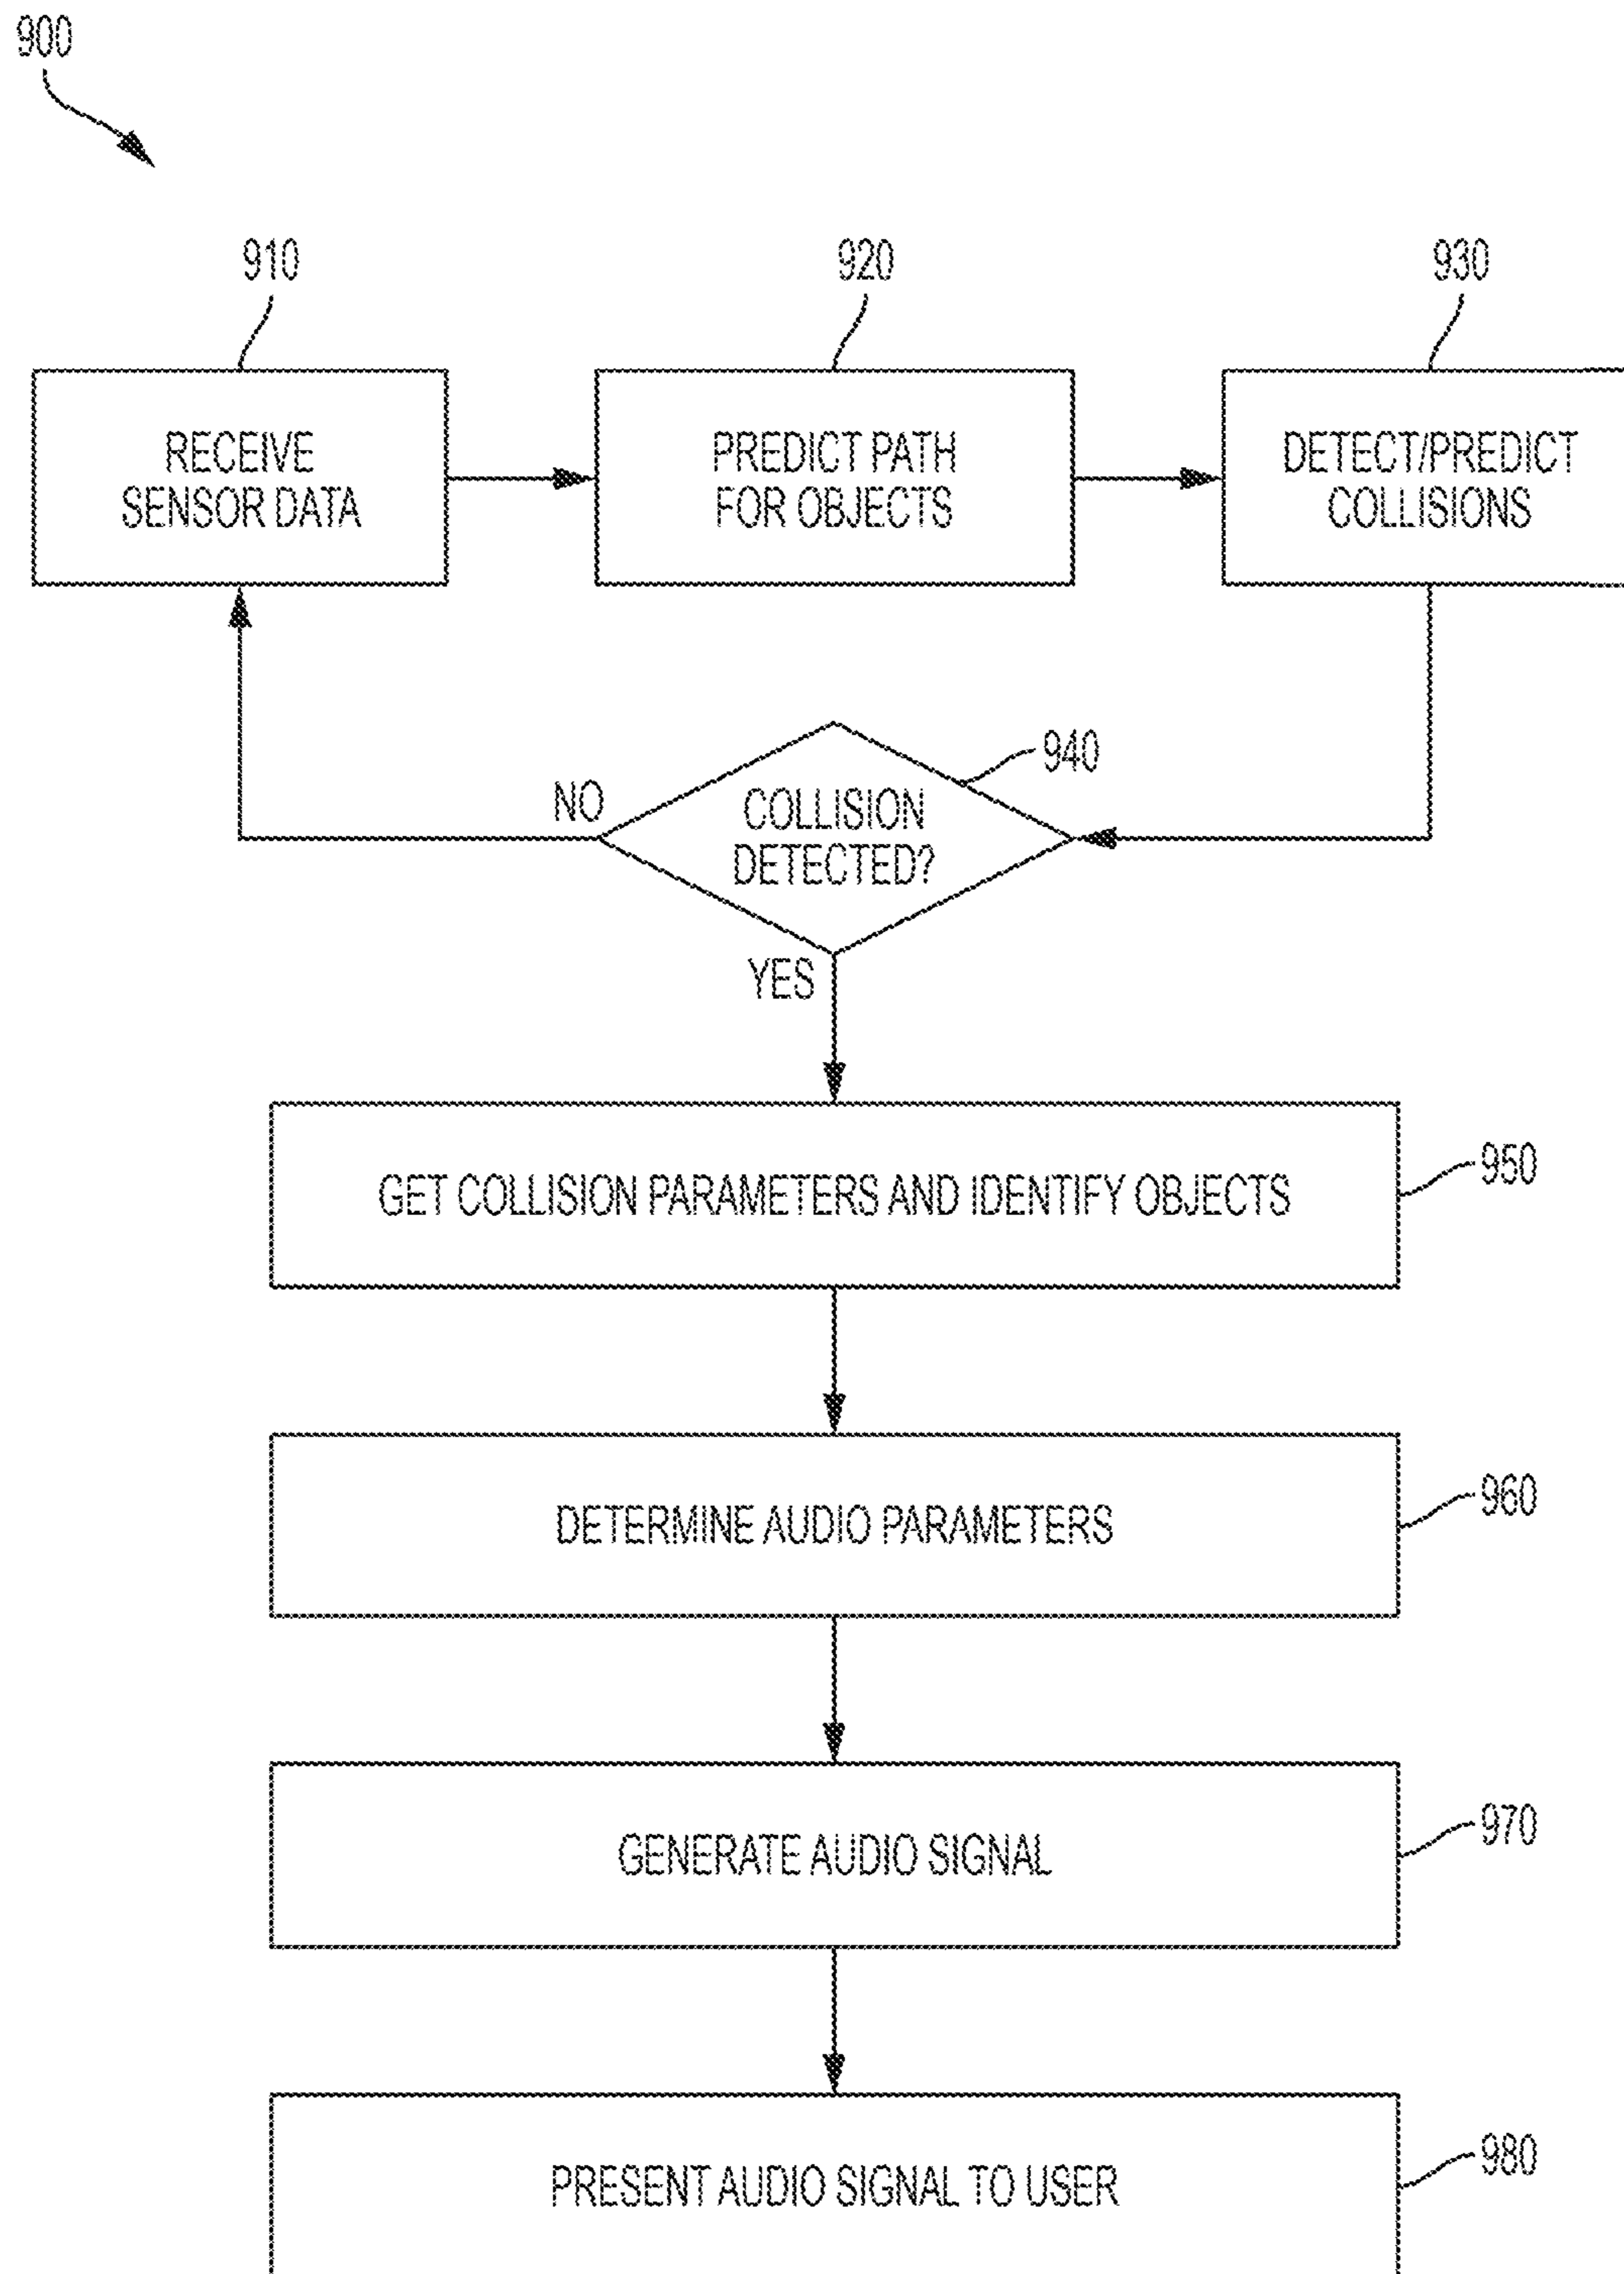 900
910
920
930
RECEIVE
SENSOR DATA
PREDICT PATH
FOR OBJECTS
DETECT/PREDICT
COLLISIONS
940
NO
COLLISION
DETECTED?
YES
950
GET COLLISION PARAMETERS AND IDENTIFY OBJECTS
960
DETERMINE AUDIO PARAMETERS
970
GENERATE AUDIO SIGNAL
980
PRESENT AUDIO SIGNAL TO USER